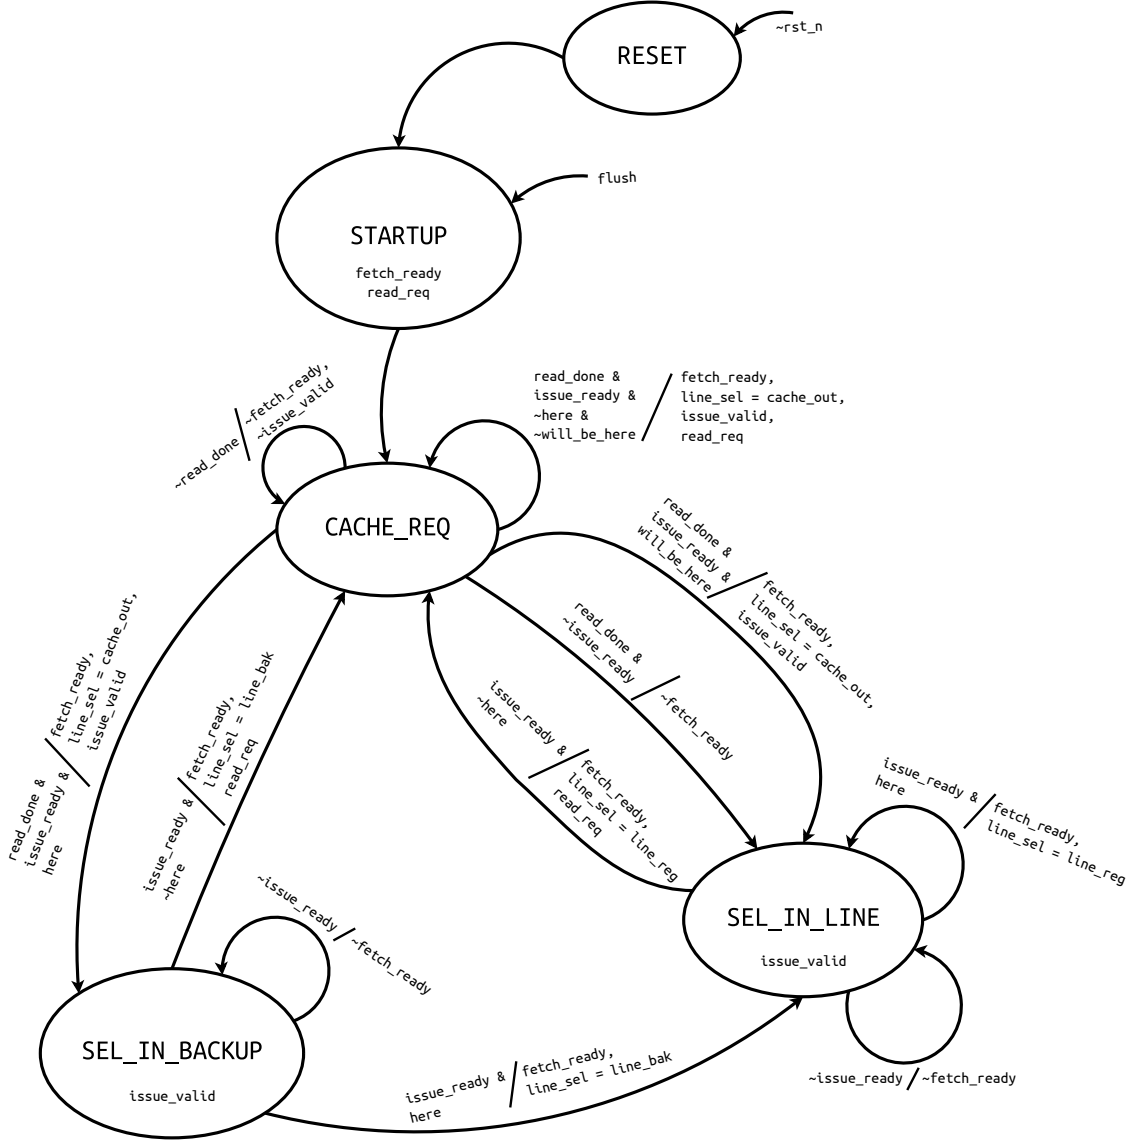 RESET
~rst_n
STARTUP
fetch_ready
read_req
flush
~read_done
~fetch_ready,
~issue_valid
read_done &
issue_ready &
~here &
~will_be_here
fetch_ready,
line_sel = cache_out,
issue_valid,
read_req
CACHE_REQ
read_done &
issue_ready &
will_be_here
fetch_ready,
line_sel = cache_out,
issue_valid
read_done &
~issue_ready
~fetch_ready
issue_ready &
~here
fetch_ready,
line_sel = line_reg
read_req
read_done &
issue_ready &
here
fetch_ready,
line_sel = cache_out,
issue_valid
issue_ready &
~here
fetch_ready,
line_sel = line_bak
read_req
issue_ready &
here
fetch_ready,
line_sel = line_reg
SEL_IN_LINE
issue_valid
~issue_ready
~fetch_ready
~issue_ready
~fetch_ready
SEL_IN_BACKUP
issue_valid
issue_ready &
here
fetch_ready,
line_sel = line_bak